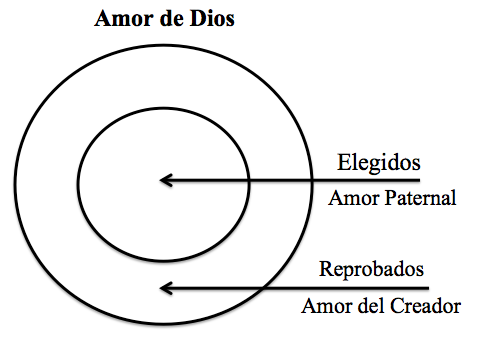 Amor de Dios
Elegidos
Amor Paternal
Reprobados
Amor del Creador